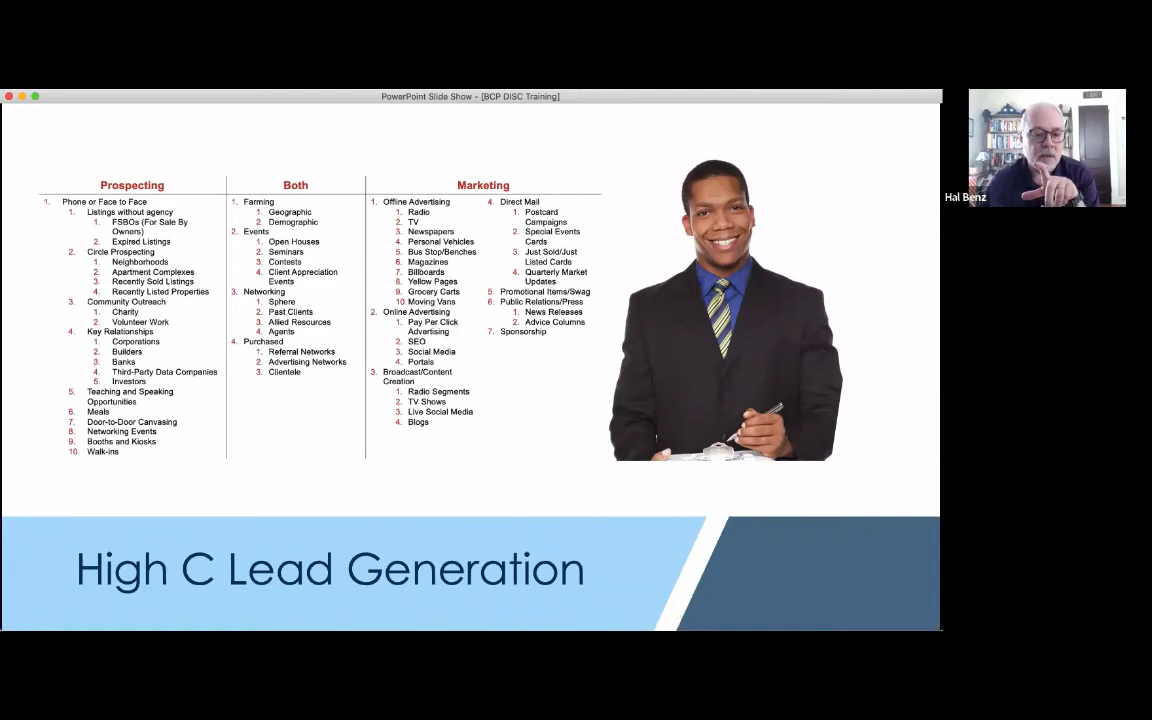 PowerPoint Slide Show - [BCP DISC Training]
Prospecting
1. Phone or Face to Face
1. Listings without agency
1. FSBOs (For Sale By
Owners)
2. Expired Listings
2. Circle Prospecting
1. Neighborhoods
2. Apartment Complexes
3. Recently Sold Listings
4. Recently Listed Properties
3. Community Outreach
1. Charity
2. Volunteer Work
4. Key Relationships
1. Corporations
2. Builders
3. Banks
4. Third-Party Data Companies
5. Investors
5. Teaching and Speaking
Opportunities
6. Meals
7. Door-to-Door Canvasing
8. Networking Events
9. Booths and Kiosks
10. Walk-ins
Both
1. Farming
1. Geographic
2. Demographic
2. Events
1. Open Houses
2. Seminars
3. Contests
4. Client Appreciation
Events
3. Networking
1. Sphere
2. Past Clients
3. Allied Resources
4. Agents
4. Purchased
1. Referral Networks
2. Advertising Networks
3. Clientele
Marketing
1. Offline Advertising
1. Radio
2. TV
3. Newspapers
4. Personal Vehicles
5. Bus Stop/Benches
6. Magazines
7. Billboards
8. Yellow Pages
9. Grocery Carts
10. Moving Vans
2. Online Advertising
1. Pay Per Click
Advertising
2. SEO
3. Social Media
4. Portals
3. Broadcast/Content
Creation
1. Radio Segments
2. TV Shows
3. Live Social Media
4. Blogs
4. Direct Mail
1. Postcard
Campaigns
2. Special Events
Cards
3. Just Sold/Just
Listed Cards
4. Quarterly Market
Updates
5. Promotional Items/Swag
6. Public Relations/Press
1. News Releases
2. Advice Columns
7. Sponsorship
High C Lead Generation
Hal Benz